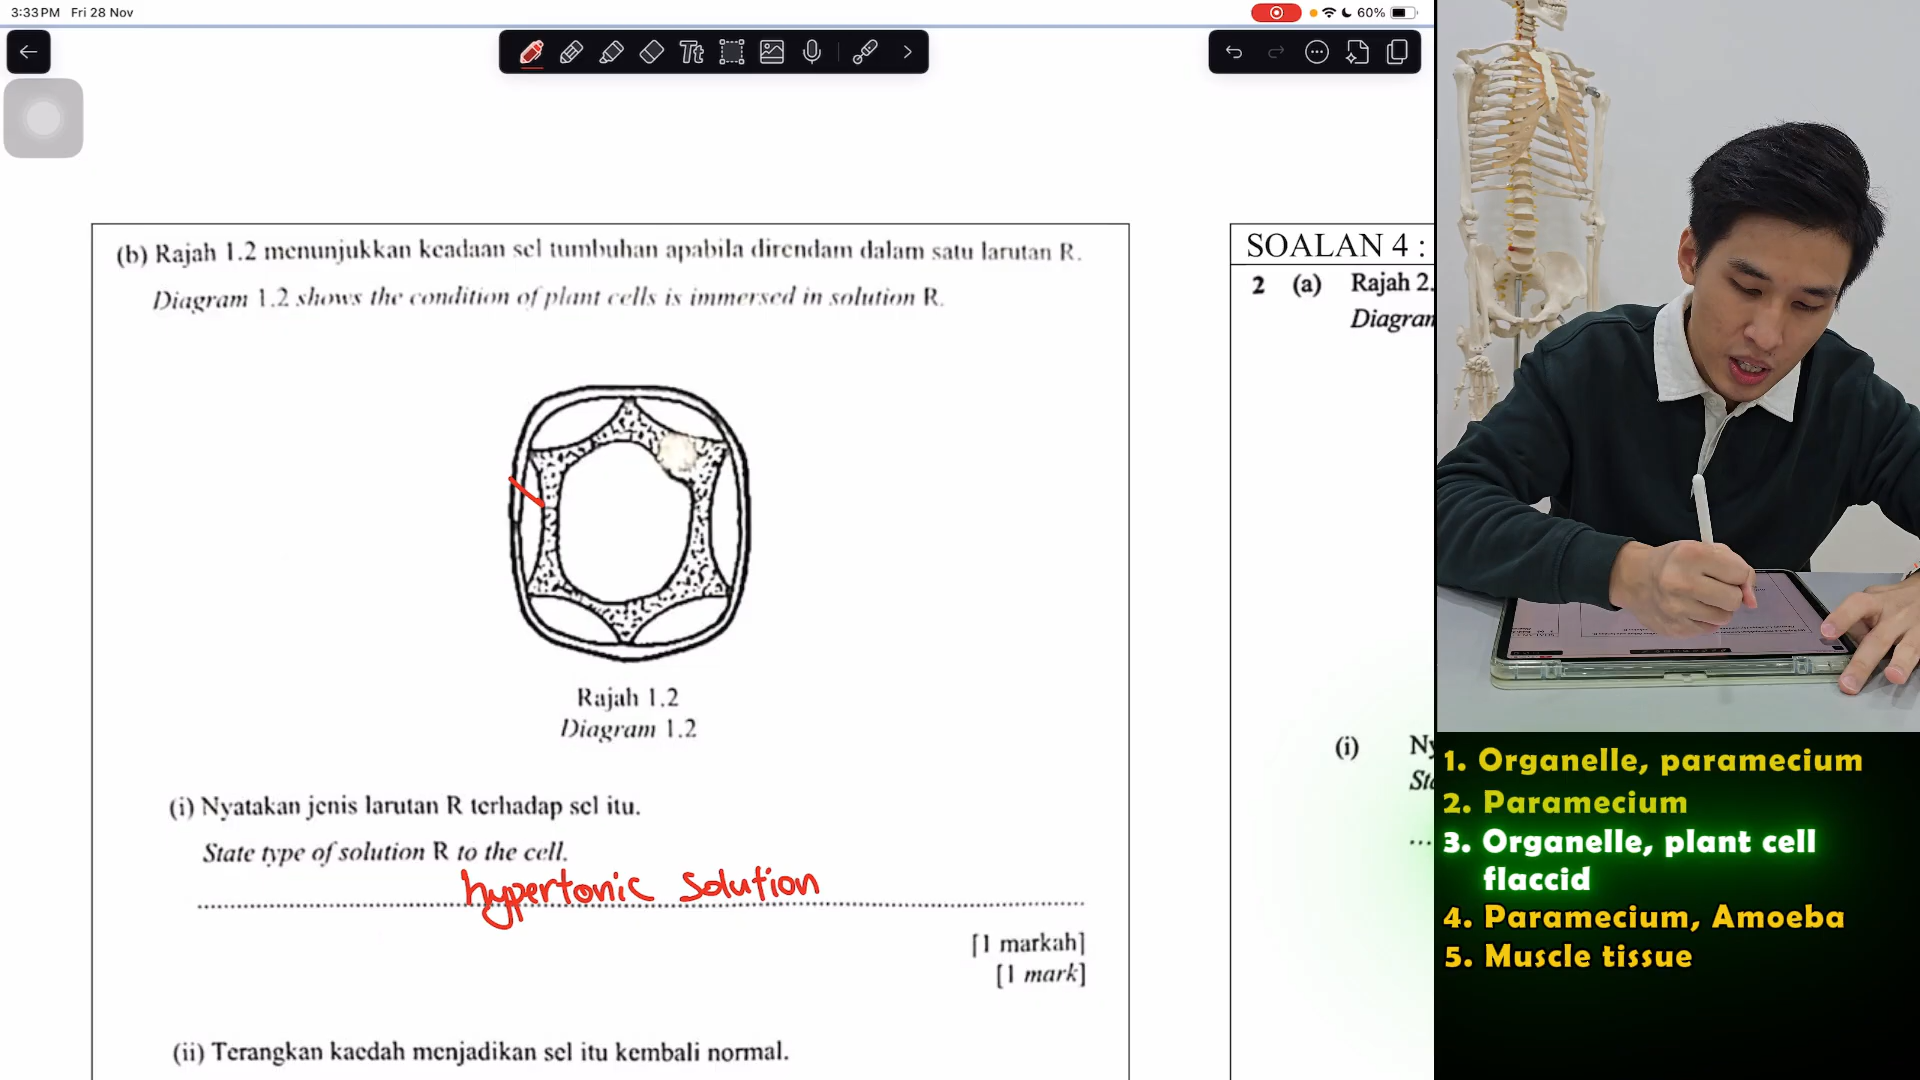 3:33 PM Fri 28 Nov
60%
Tt
(b) Rajah 1.2 menunjukkan keadaan sel tumbuhan apabila direndam dalam satu larutan R.
Diagram 1.2 shows the condition of plant cells is immersed in solution R.
Rajah 1.2
Diagram 1.2
(i) Nyatakan jenis larutan R terhadap sel itu.
State type of solution R to the cell.
hypertonic solution
[1 markah]
[1 mark]
(ii) Terangkan kaedah menjadikan sel itu kembali normal.
SOALAN 4 :
2 (a) Rajah 2.
Diagram
(i) Ny
Sta
1. Organelle, paramecium
2. Paramecium
3. Organelle, plant cell
flaccid
4. Paramecium, Amoeba
5. Muscle tissue